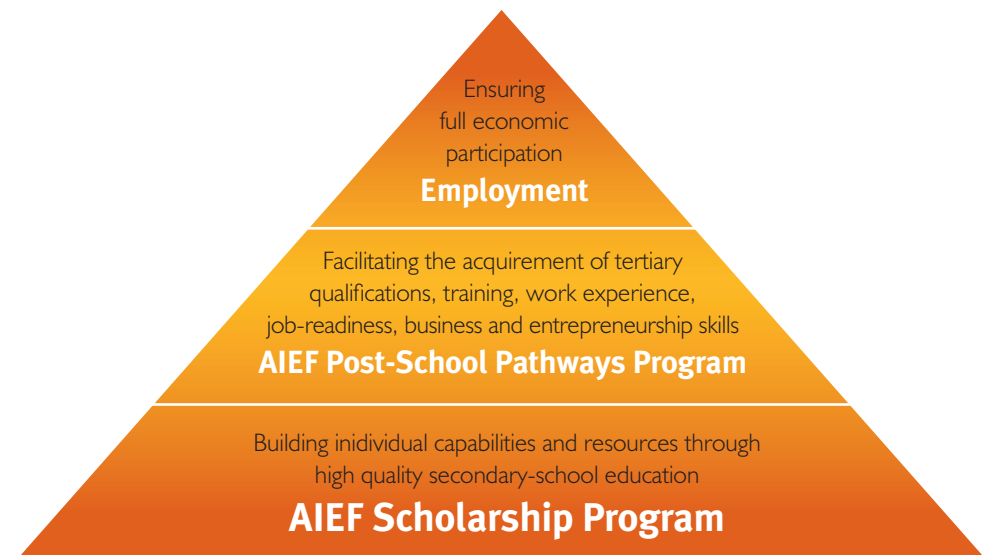 Ensuring
full economic
participation
Employment
Facilitating the acquirement of tertiary
qualifications, training, work experience,
job-readiness, business and entrepreneurship skills
AIEF Post-School Pathways Program
Building inidividual capabilities and resources through
high quality secondary-school education
AIEF Scholarship Program